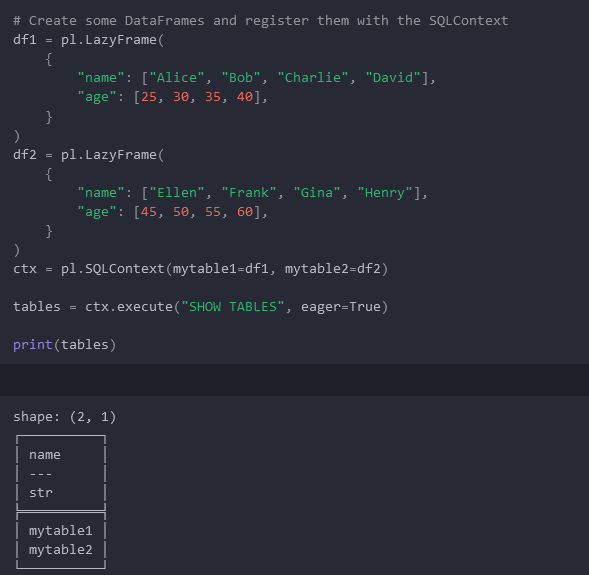 # Create some DataFrames and register them with the SQLContext
df1 = pl.LazyFrame(
    {
        "name": ["Alice", "Bob", "Charlie", "David"],
        "age": [25, 30, 35, 40],
    }
)
df2 = pl.LazyFrame(
    {
        "name": ["Ellen", "Frank", "Gina", "Henry"],
        "age": [45, 50, 55, 60],
    }
)
ctx = pl.SQLContext(mytable1=df1, mytable2=df2)

tables = ctx.execute("SHOW TABLES", eager=True)

print(tables)

shape: (2, 1)
┌──────────┐
│ name     │
│ ---      │
│ str      │
╞══════════╡
│ mytable1 │
│ mytable2 │
└──────────┘